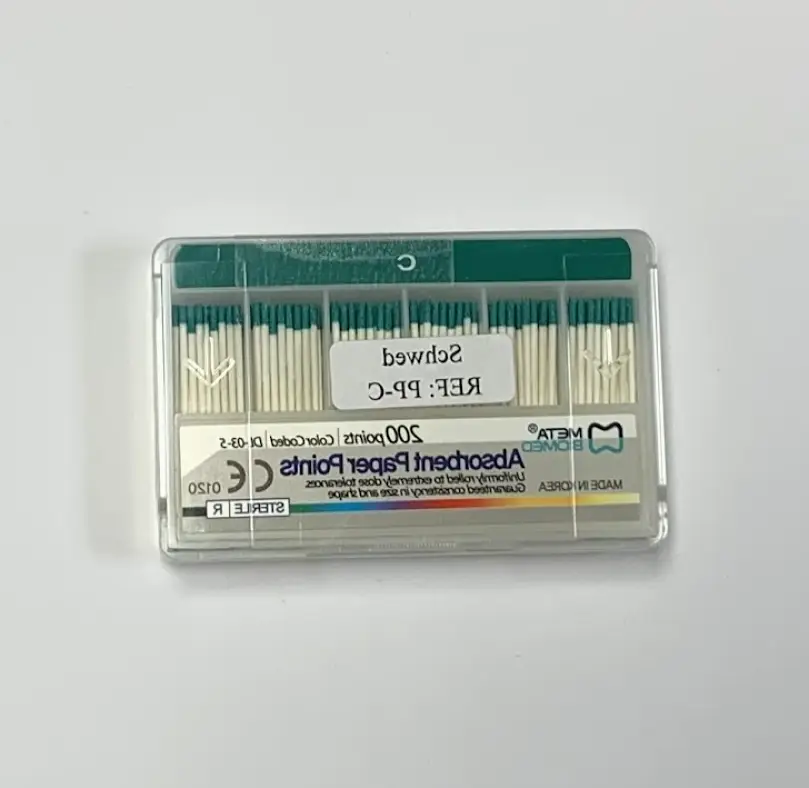 C
Schwed
REF: PP-C
META®
BIOMED
200 points | Color Coded | DL-03-5
Absorbent Paper Points
Uniformly rolled to extremely close tolerances
Guaranteed consistency in size and shape
MADE IN KOREA
CE 0120
STERILE R